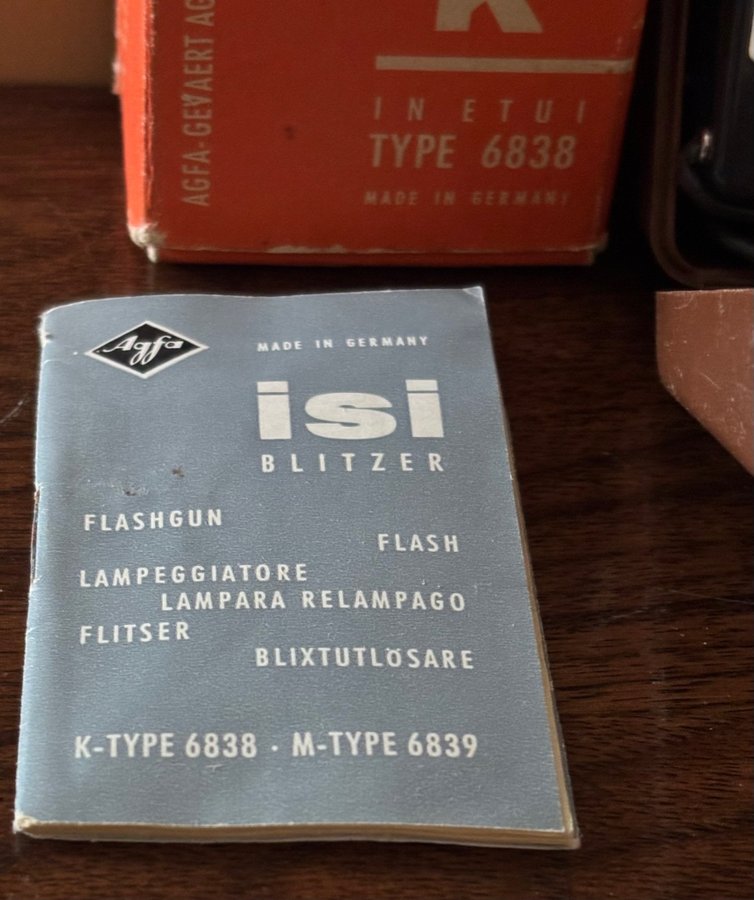 AGFA-GEVAERT AG
K
IN ETUI
TYPE 6838
MADE IN GERMANY
Agfa
MADE IN GERMANY
isi
BLITZER
FLASHGUN
FLASH
LAMPEGGIATORE
LAMPARA RELAMPAGO
FLITSER
BLIXTUTLÖSARE
K-TYPE 6838 · M-TYPE 6839